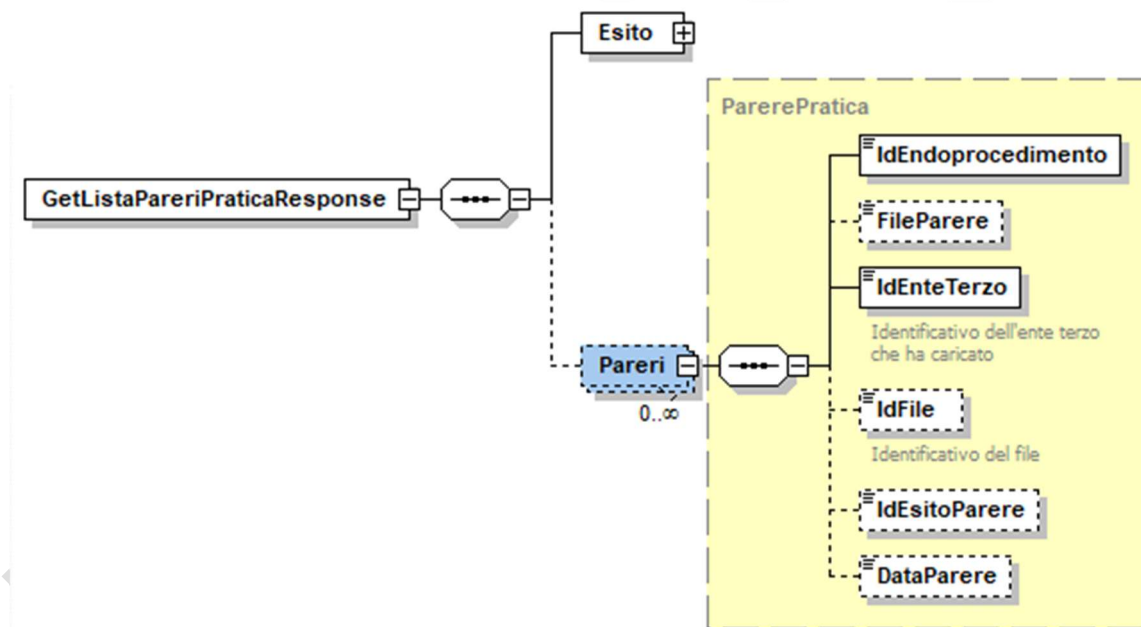 Esito
ParerePratica
IdEndoprocedimento
GetListaPareriPraticaResponse
FileParere
IdEnteTerzo
Identificativo dell'ente terzo
che ha caricato
Pareri
0..∞
IdFile
Identificativo del file
IdEsitoParere
DataParere